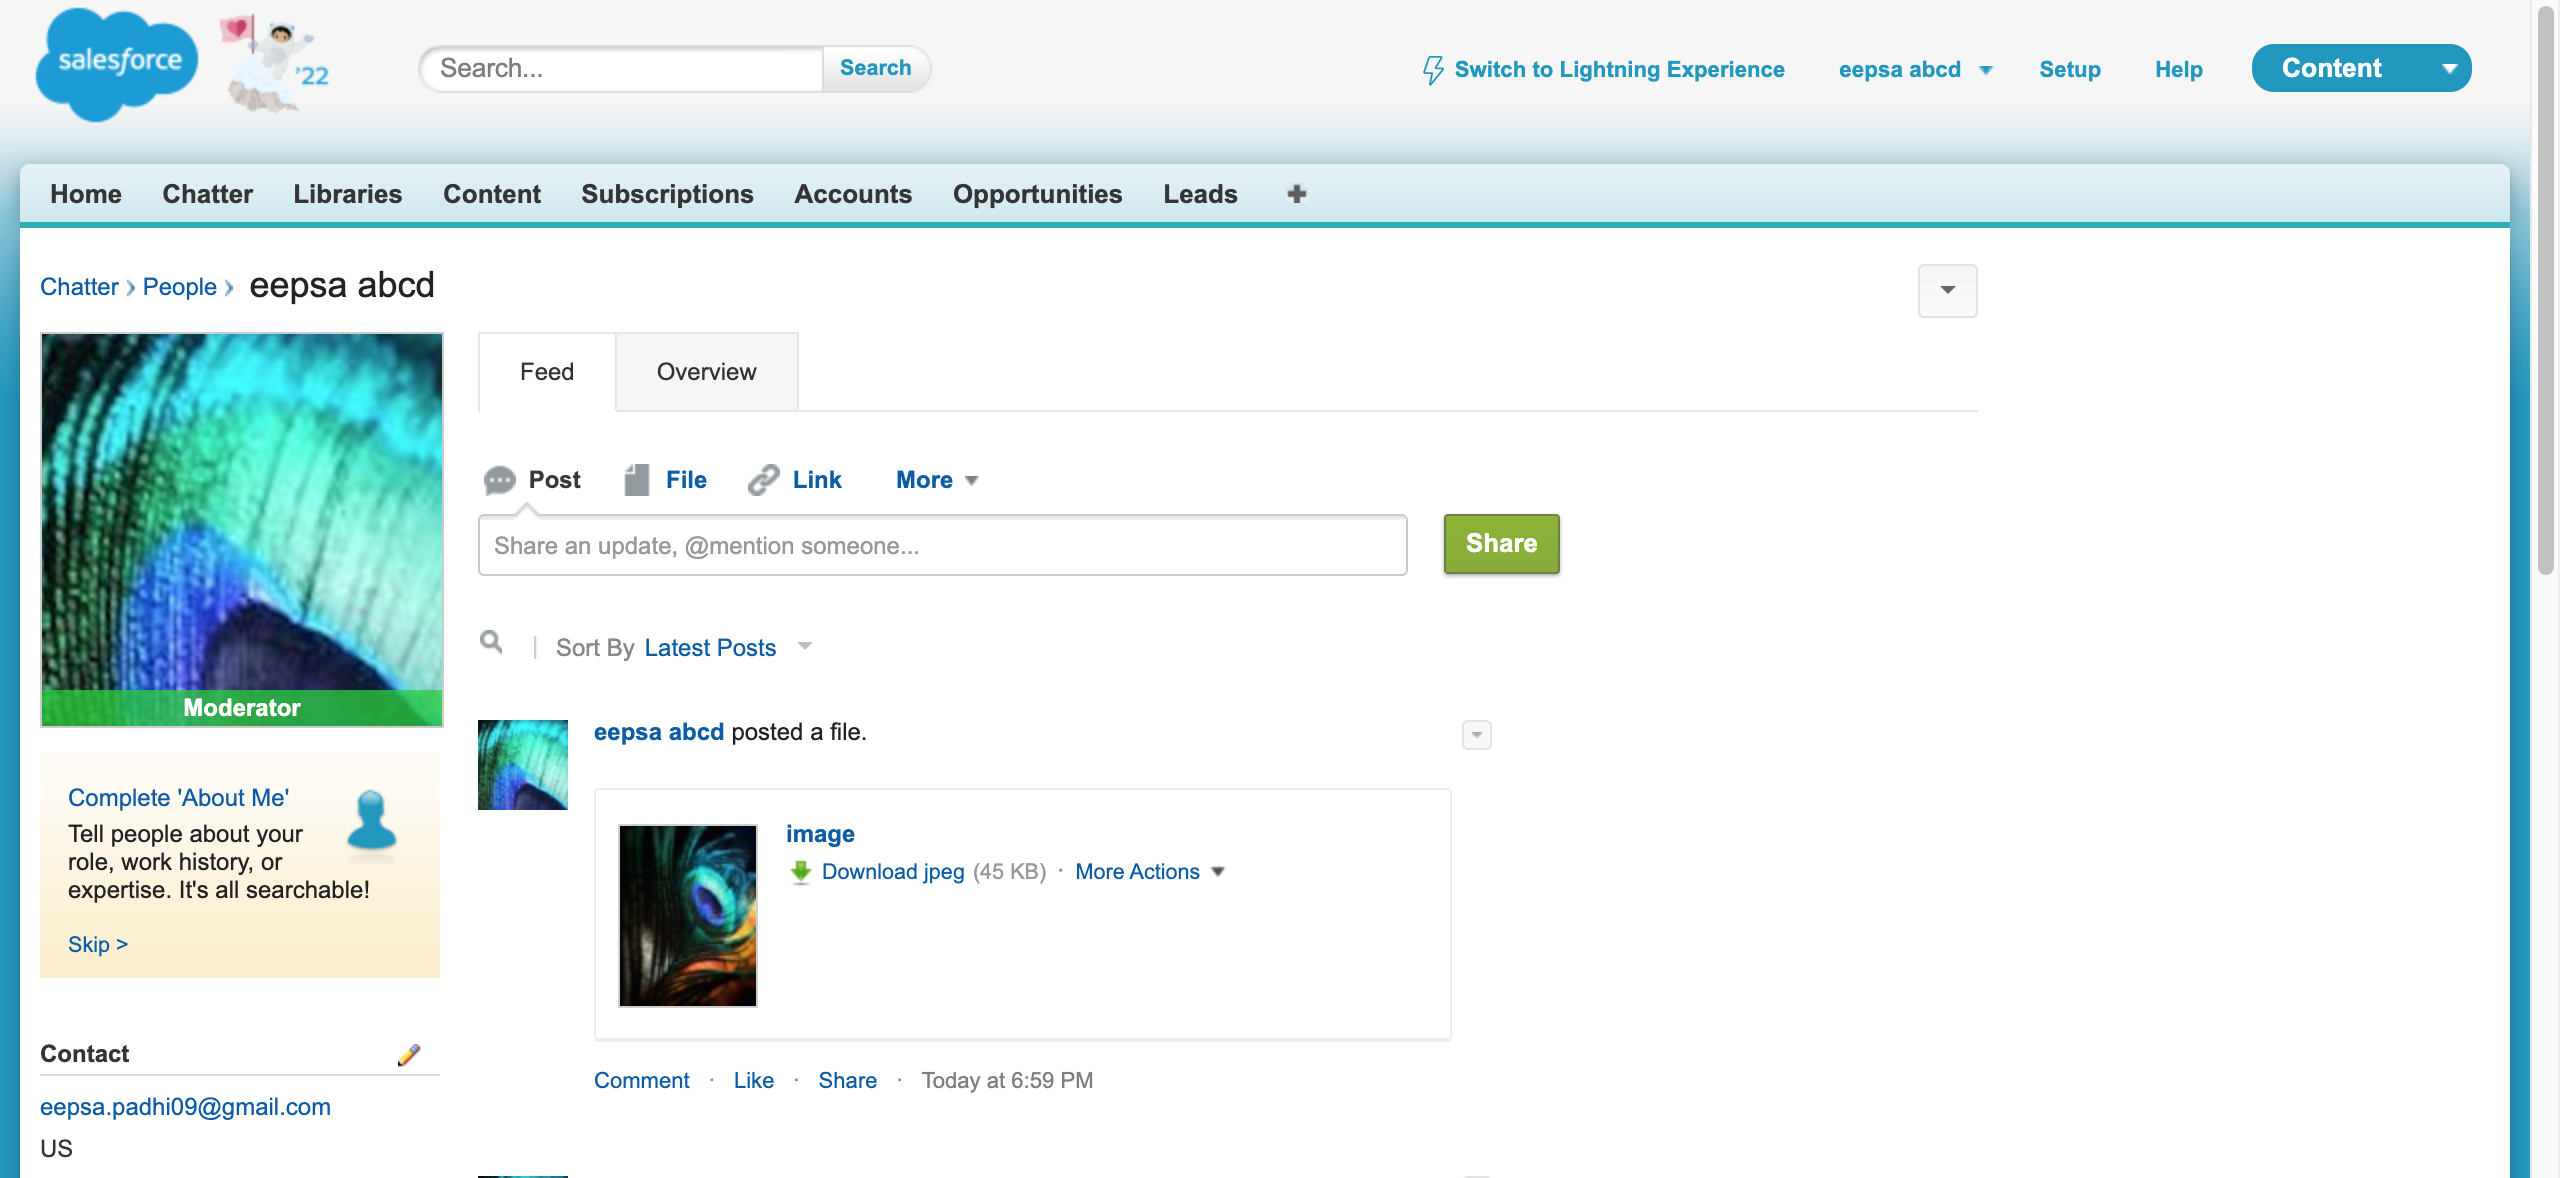 salesforce
'22
Search...
Search
Switch to Lightning Experience
eepsa abcd
Setup
Help
Content
Home
Chatter
Libraries
Content
Subscriptions
Accounts
Opportunities
Leads
Chatter
People
eepsa abcd
Moderator
Complete 'About Me'
Tell people about your
role, work history, or
expertise. It's all searchable!
Skip >
Contact
eepsa.padhi09@gmail.com
US
Feed
Overview
Post
File
Link
More
Share an update, @mention someone...
Share
Sort By Latest Posts
eepsa abcd posted a file.
image
Download jpeg (45 KB) · More Actions
Comment · Like · Share · Today at 6:59 PM